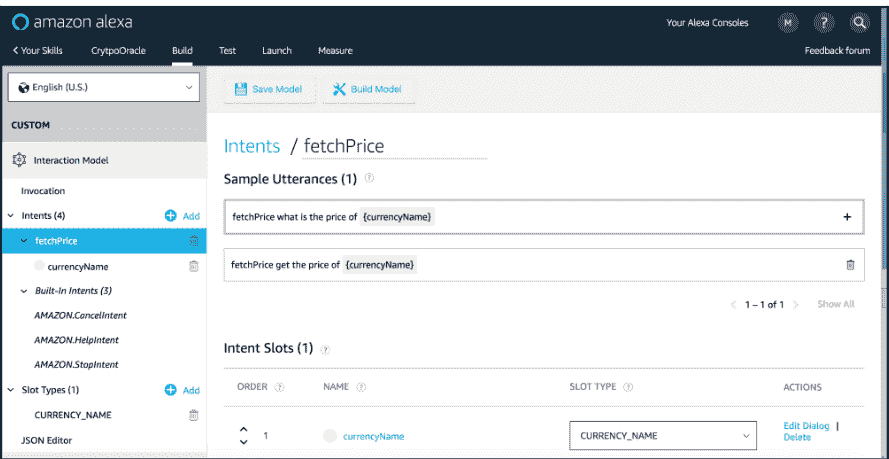 amazon alexa
Your Alexa Consoles M ?
< Your Skills CrytpoOracle Build Test Launch Measure Feedback forum
English (U.S.)
Save Model Build Model
CUSTOM
Interaction Model
Intents / fetchPrice
Sample Utterances (1) ?
Invocation
Intents (4) + Add
fetchPrice what is the price of {currencyName} +
fetchPrice
currencyName
fetchPrice get the price of {currencyName}
Built-In Intents (3)
< 1 – 1 of 1 > Show All
AMAZON.CancelIntent
AMAZON.HelpIntent
AMAZON.StopIntent
Intent Slots (1) ?
Slot Types (1) + Add
ORDER ? NAME ? SLOT TYPE ? ACTIONS
CURRENCY_NAME
JSON Editor
1 currencyName CURRENCY_NAME Edit Dialog |
Delete